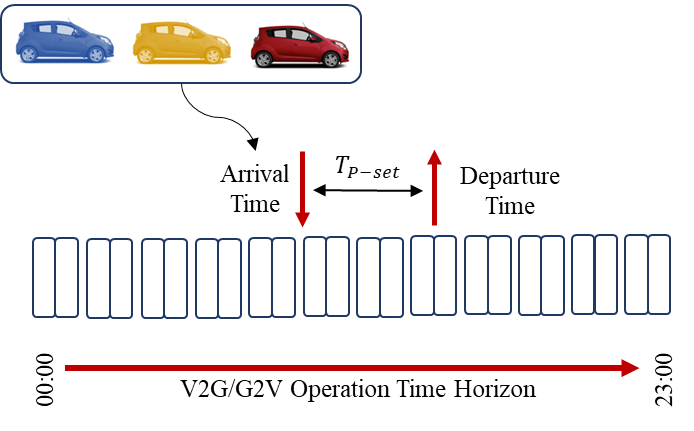 Arrival
Time
T_{P-set}
Departure
Time
00:00
V2G/G2V Operation Time Horizon
23:00